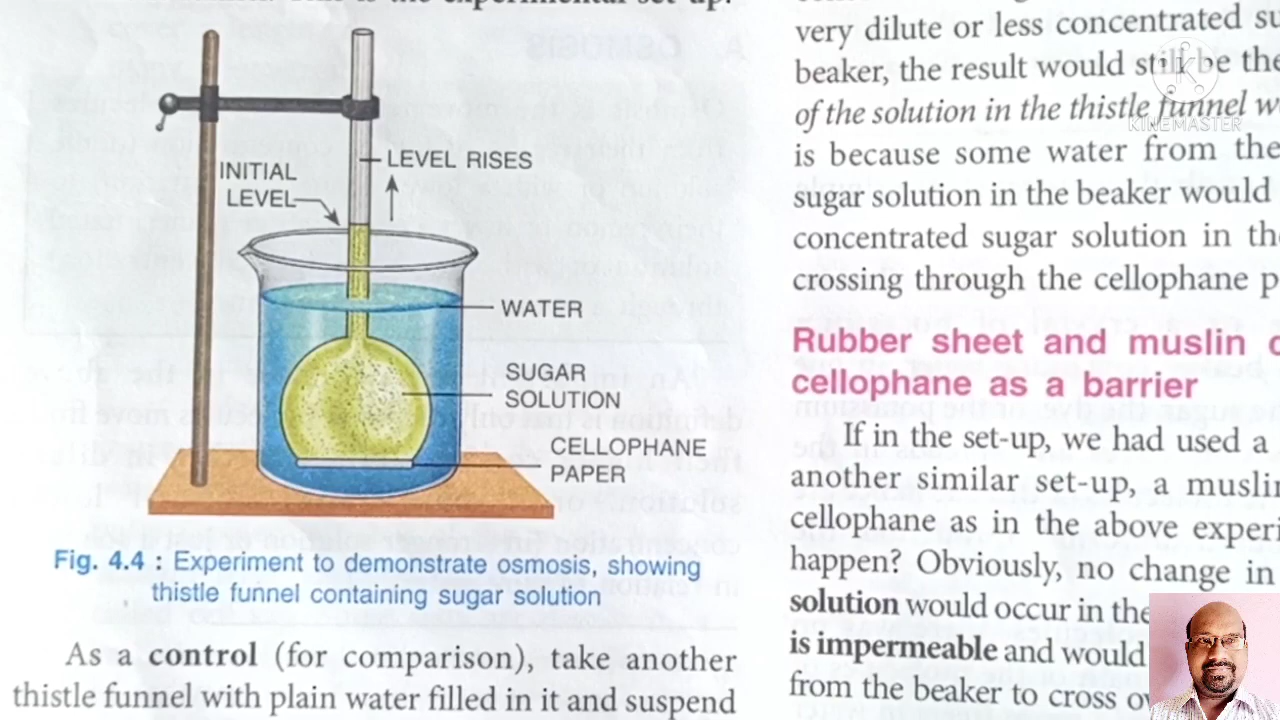 INITIAL
LEVEL
LEVEL RISES
WATER
SUGAR
SOLUTION
CELLOPHANE
PAPER
Fig. 4.4 : Experiment to demonstrate osmosis, showing
thistle funnel containing sugar solution
As a control (for comparison), take another
thistle funnel with plain water filled in it and suspend
very dilute or less concentrated
beaker, the result would still be the
of the solution in the thistle funnel
is because some water from the
sugar solution in the beaker would
concentrated sugar solution in
crossing through the cellophane
Rubber sheet and muslin
cellophane as a barrier
If in the set-up, we had used a
another similar set-up, a
cellophane as in the above
happen? Obviously, no change in
solution would occur in the
is impermeable and would
from the beaker to cross
KINEMASTER